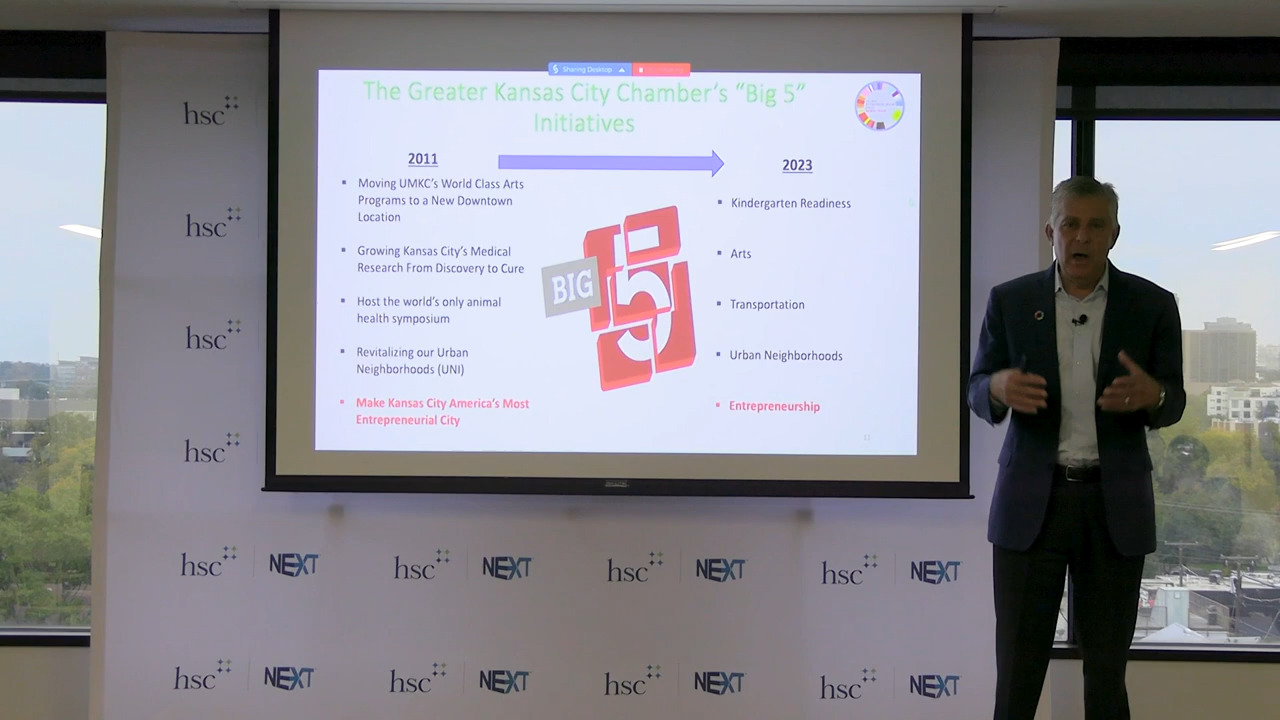 Sharing Desktop
The Greater Kansas City Chamber's "Big 5"
Initiatives
2011
▪ Moving UMKC's World Class Arts
Programs to a New Downtown
Location
▪ Growing Kansas City's Medical
Research From Discovery to Cure
▪ Host the world's only animal
health symposium
▪ Revitalizing our Urban
Neighborhoods (UNI)
▪ Make Kansas City America's Most
Entrepreneurial City
BIG
5
2023
▪ Kindergarten Readiness
▪ Arts
▪ Transportation
▪ Urban Neighborhoods
▪ Entrepreneurship
hsc
hsc
hsc
hsc
hsc NEXT hsc NEXT hsc NEXT hsc NEXT
hsc NEXT hsc NEXT hsc NEXT hsc NEXT